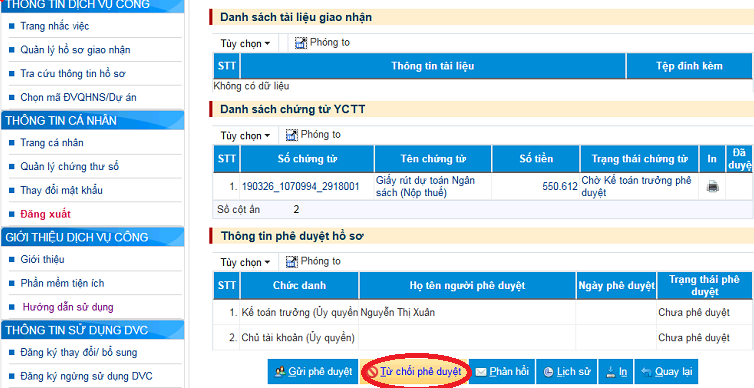 THÔNG TIN DỊCH VỤ CÔNG
Trang nhắc việc
Quản lý hồ sơ giao nhận
Tra cứu thông tin hồ sơ
Chọn mã ĐVQHNS/Dự án
THÔNG TIN CÁ NHÂN
Trang cá nhân
Quản lý chứng thư số
Thay đổi mật khẩu
Đăng xuất
GIỚI THIỆU DỊCH VỤ CÔNG
Giới thiệu
Phần mềm tiện ích
Hướng dẫn sử dụng
THÔNG TIN SỬ DỤNG DVC
Đăng ký thay đổi/ bổ sung
Đăng ký ngừng sử dụng DVC
Danh sách tài liệu giao nhận
Tùy chọn Phóng to
STT Thông tin tài liệu Tệp đính kèm
Không có dữ liệu
Danh sách chứng từ YCTT
Tùy chọn Phóng to
STT Số chứng từ Tên chứng từ Số tiền Trạng thái chứng từ In Đã duyệ
1. 190326_1070994_2918001 Giấy rút dự toán Ngân sách (Nộp thuế) 550.612 Chờ Kế toán trưởng phê duyệt
Số cột ẩn 2
Thông tin phê duyệt hồ sơ
Tùy chọn Phóng to
STT Chức danh Họ tên người phê duyệt Ngày phê duyệt Trạng thái phê duyệt
1. Kế toán trưởng (Ủy quyền Nguyễn Thị Xuân Chưa phê duyệt
2. Chủ tài khoản (Ủy quyền) Chưa phê duyệt
Gửi phê duyệt Từ chối phê duyệt Phản hồi Lịch sử In Quay lại